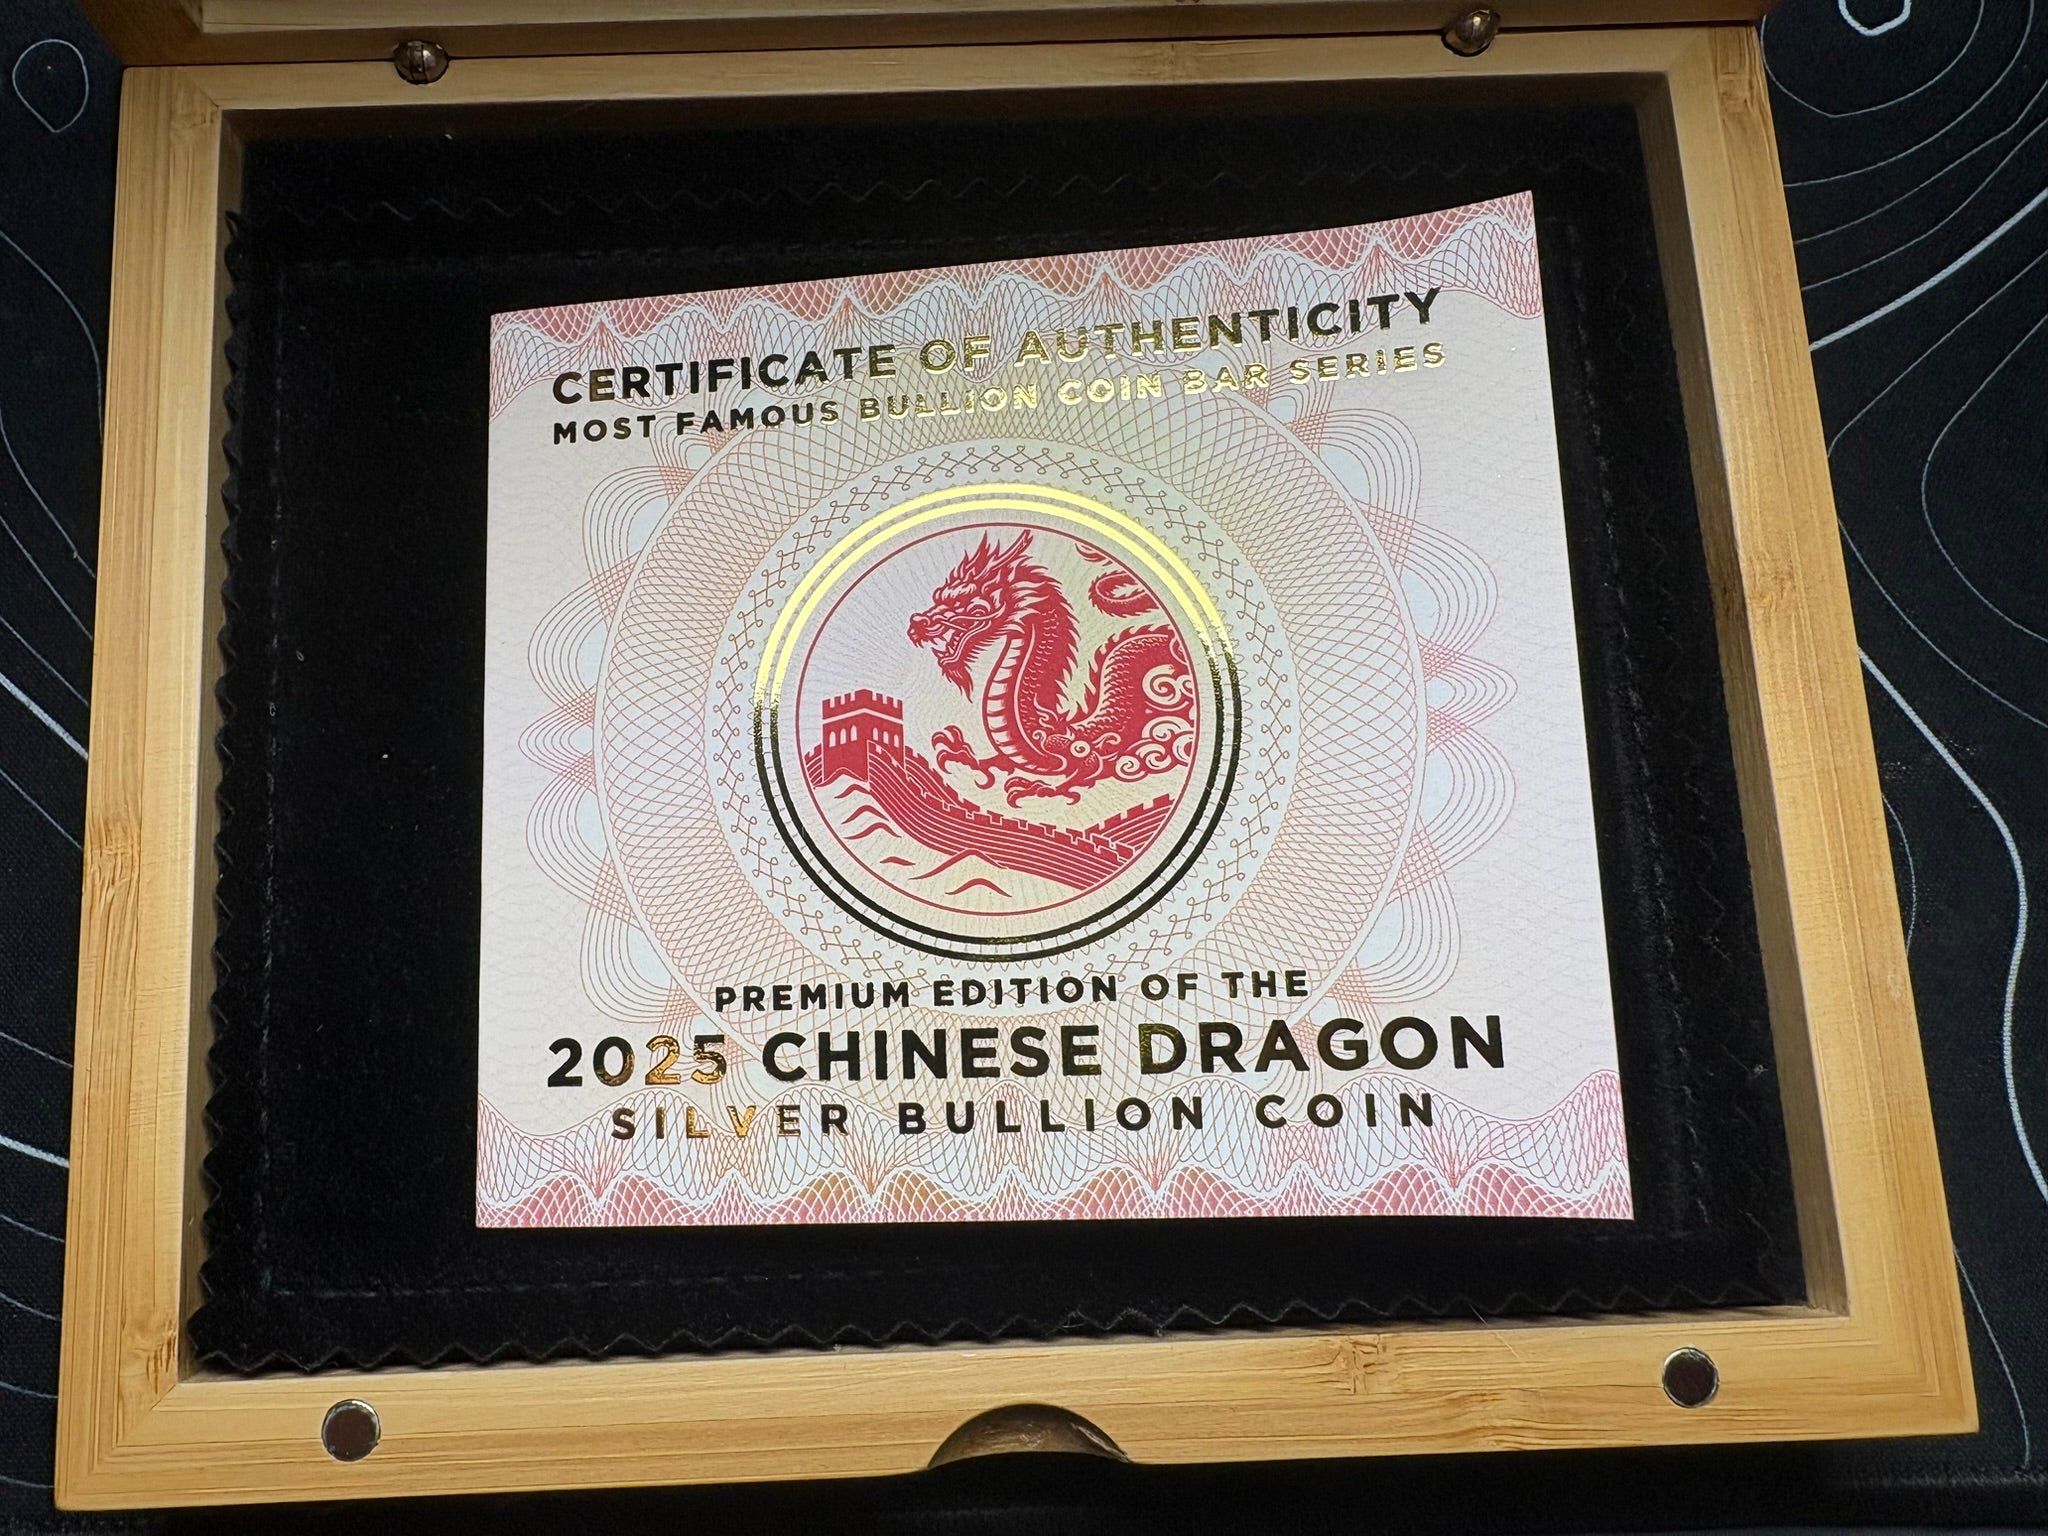 CERTIFICATE OF AUTHENTICITY
MOST FAMOUS BULLION COIN BAR SERIES
PREMIUM EDITION OF THE
2025 CHINESE DRAGON
SILVER BULLION COIN